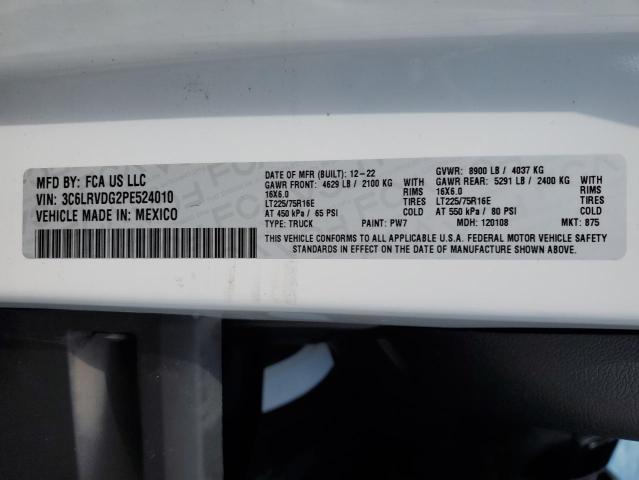 MFD BY: FCA US LLC
VIN: 3C6LRVDG2PE524010
VEHICLE MADE IN: MEXICO
DATE OF MFR (BUILT): 12-22 GVWR: 8900 LB / 4037 KG
GAWR FRONT: 4629 LB / 2100 KG WITH GAWR REAR: 5291 LB / 2400 KG WITH
16X6.0 RIMS 16X6.0 RIMS
LT225/75R16E TIRES LT225/75R16E TIRES
AT 450 kPa / 65 PSI AT 550 kPa / 80 PSI
TYPE: TRUCK PAINT: PW7 MDH: 120108 MKT: 875
THIS VEHICLE CONFORMS TO ALL APPLICABLE U.S.A. FEDERAL MOTOR VEHICLE SAFETY
STANDARDS IN EFFECT ON THE DATE OF MANUFACTURE SHOWN ABOVE.